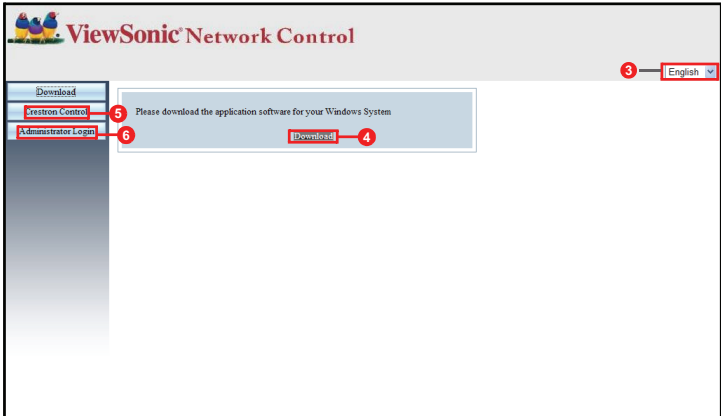 ViewSonic® Network Control
3
English
Download
Crestron Control
5
Administrator Login
6
Please download the application software for your Windows System
Download
4